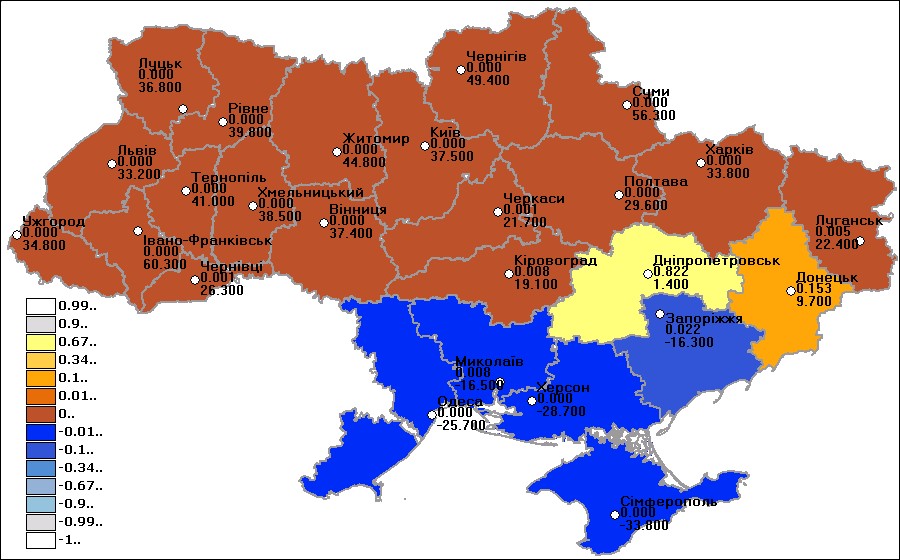 Чернігів
0.000
49.400
Луцьк
0.000
36.800
Суми
0.000
56.300
Рівне
0.000
39.800
Житомир
0.000
44.800
Київ
0.000
37.500
Харків
0.000
33.800
Львів
0.000
33.200
Тернопіль
0.000
41.000
Хмельницький
0.000
38.500
Вінниця
0.000
37.400
Черкаси
0.001
21.700
Полтава
0.000
29.600
Ужгород
0.000
34.800
Івано-Франківськ
0.000
60.300
Чернівці
0.001
26.300
Кіровоград
0.008
19.100
Дніпропетровськ
0.822
1.400
Луганськ
0.005
22.400
Донецьк
0.153
9.700
Запоріжжя
0.022
-16.300
Миколаїв
0.008
-16.500
Херсон
0.000
-28.700
Одеса
0.000
-25.700
Сімферополь
0.000
-33.800
0.99..
0.9..
0.67..
0.34..
0.1..
0.01..
0..
-0.01..
-0.1..
-0.34..
-0.67..
-0.9..
-0.99..
-1..